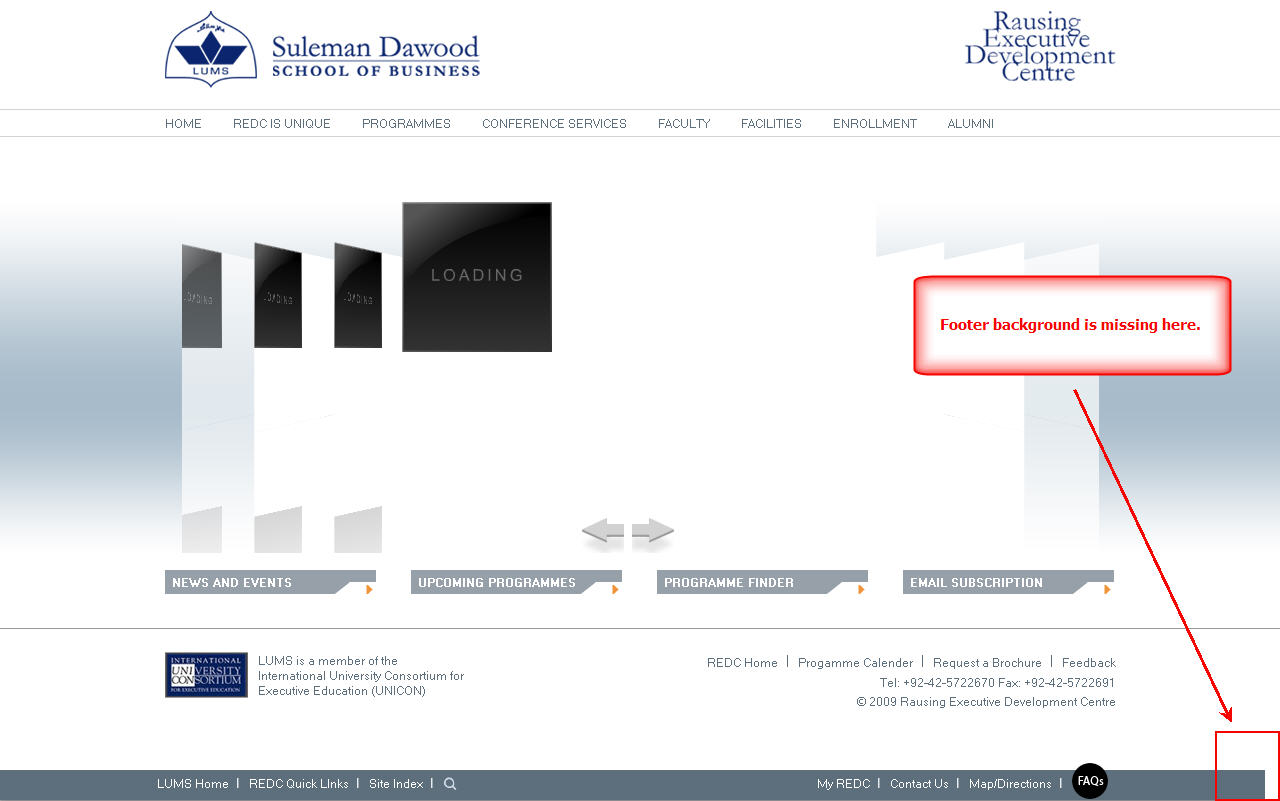 LUMS
Suleman Dawood
SCHOOL OF BUSINESS
Rausing
Executive
Development
Centre
HOME REDC IS UNIQUE PROGRAMMES CONFERENCE SERVICES FACULTY FACILITIES ENROLLMENT ALUMNI
LOADING LOADING LOADING LOADING
Footer background is missing here.
NEWS AND EVENTS UPCOMING PROGRAMMES PROGRAMME FINDER EMAIL SUBSCRIPTION
INTERNATIONAL
UNIVERSITY
CONSORTIUM
FOR EXECUTIVE EDUCATION
LUMS is a member of the
International University Consortium for
Executive Education (UNICON)
REDC Home | Progamme Calender | Request a Brochure | Feedback
Tel: +92-42-5722670 Fax: +92-42-5722691
© 2009 Rausing Executive Development Centre
LUMS Home | REDC Quick LInks | Site Index |
My REDC | Contact Us | Map/Directions | FAQs